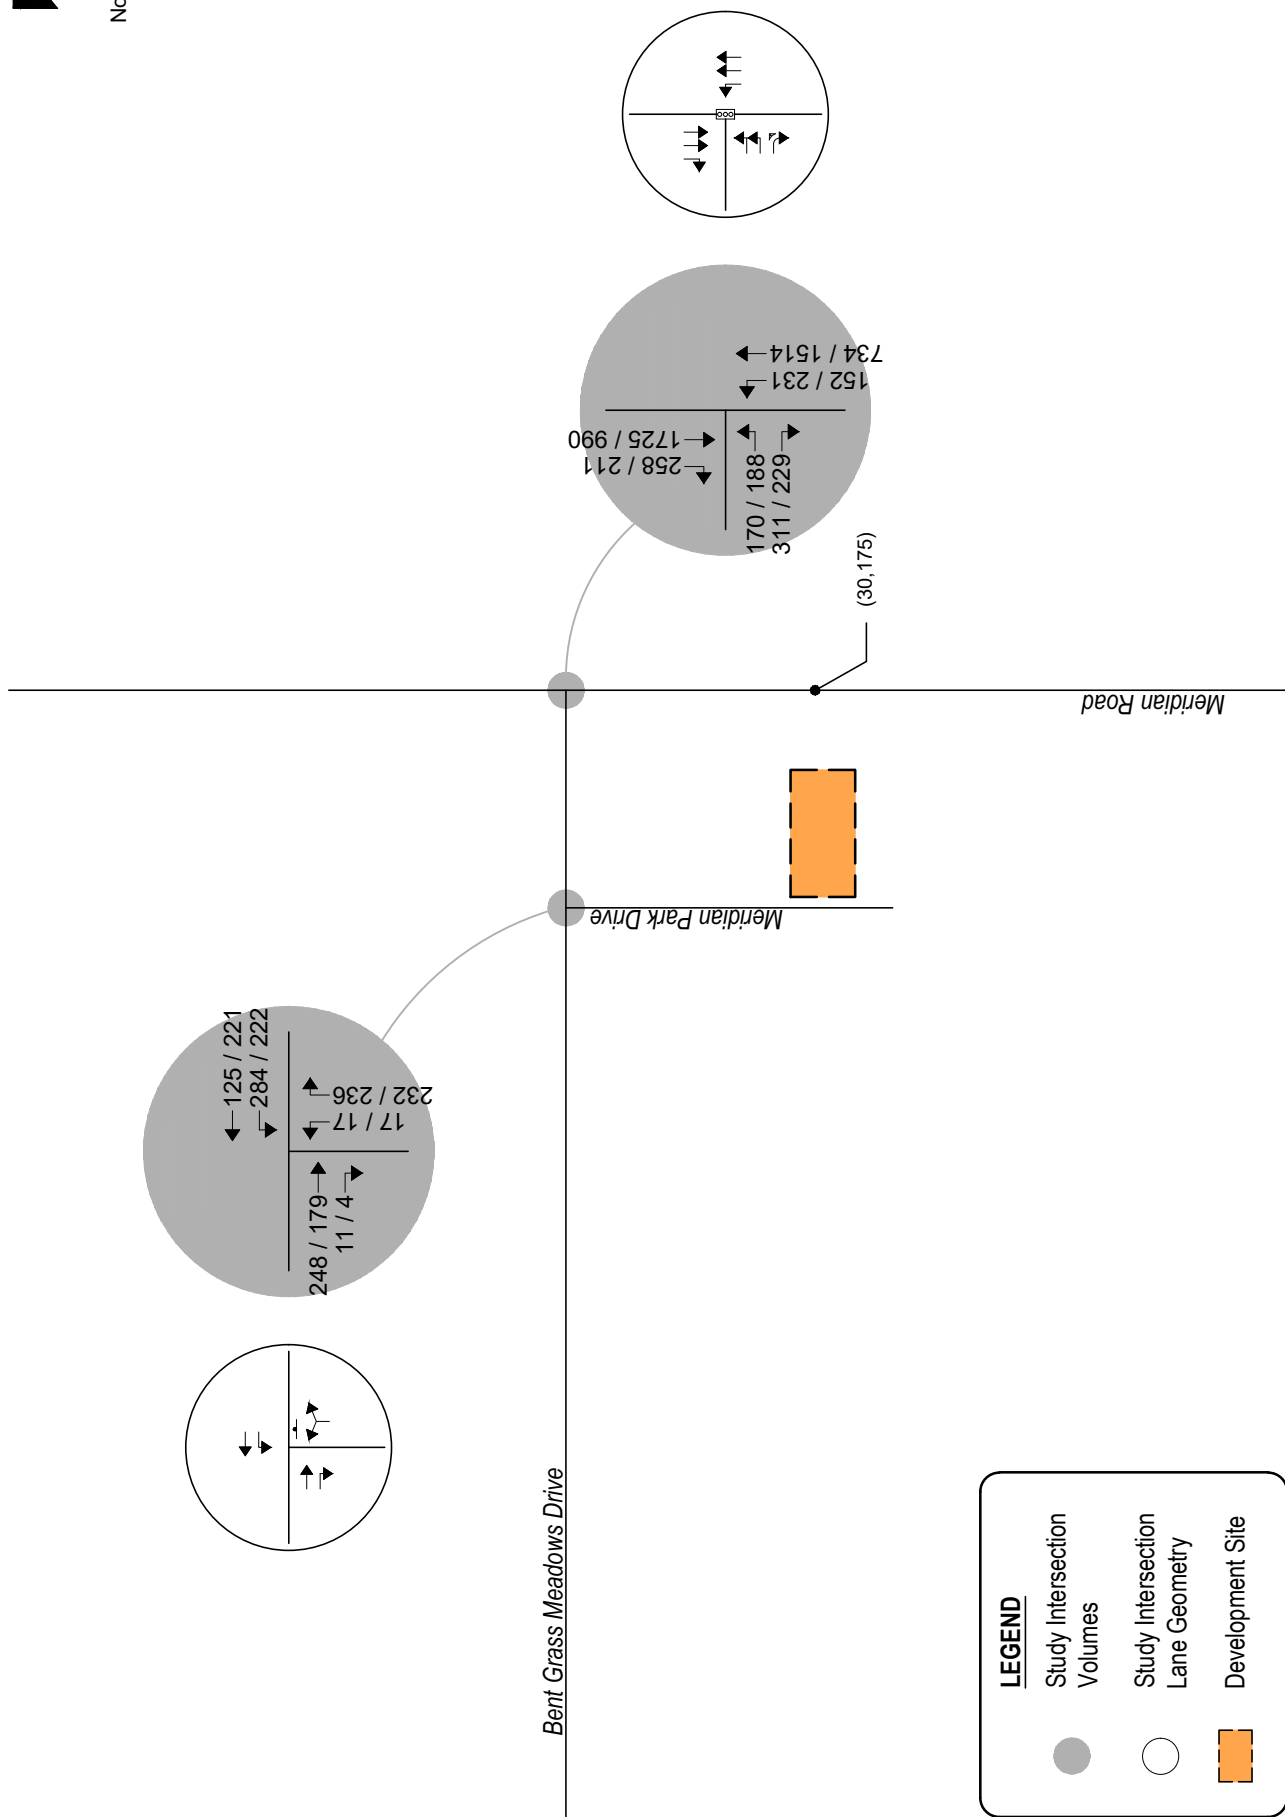 No
734 / 1514
152 / 231
1725 / 990
258 / 211
170 / 188
311 / 229
(30,175)
Meridian Road
Meridian Park Drive
125 / 221
284 / 222
232 / 236
17 / 17
248 / 179
11 / 4
Bent Grass Meadows Drive
LEGEND
Study Intersection
Volumes
Study Intersection
Lane Geometry
Development Site